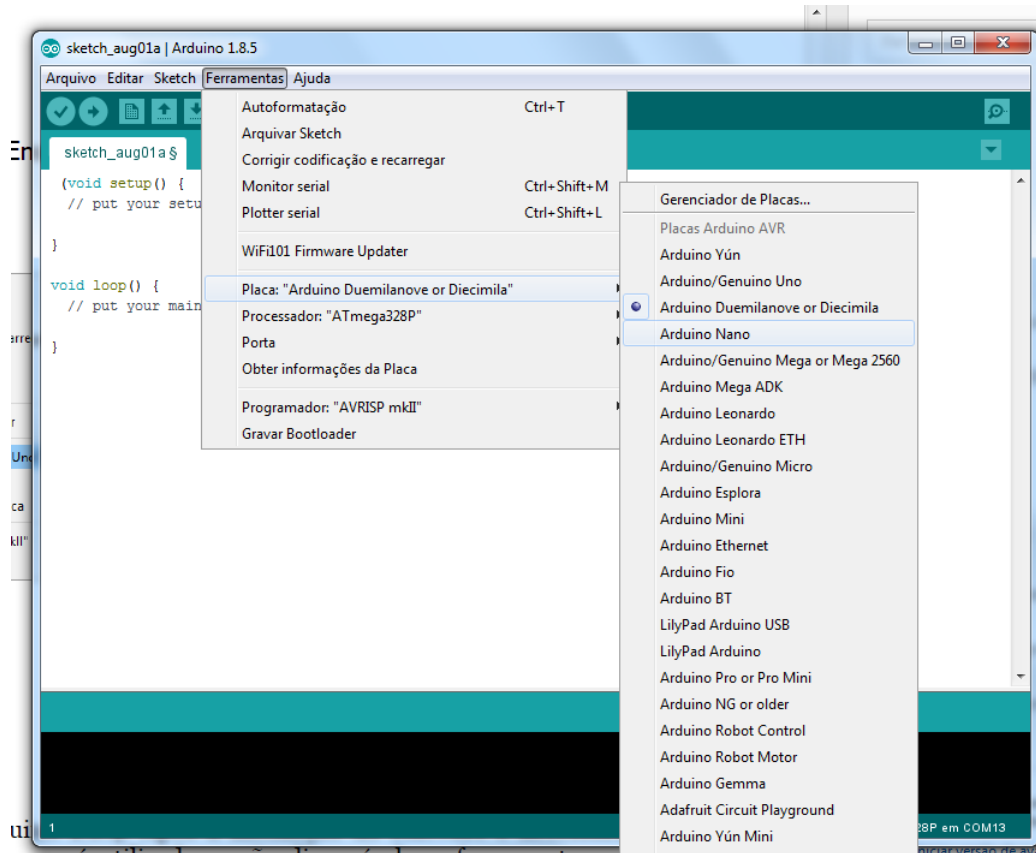 sketch_aug01a | Arduino 1.8.5
Arquivo Editar Sketch Ferramentas Ajuda
sketch_aug01a §
(void setup() {
// put your setu
}
void loop() {
// put your main
}
Autoformatação Ctrl+T
Arquivar Sketch
Corrigir codificação e recarregar
Monitor serial Ctrl+Shift+M
Plotter serial Ctrl+Shift+L
WiFi101 Firmware Updater
Placa: "Arduino Duemilanove or Diecimila"
Processador: "ATmega328P"
Porta
Obter informações da Placa
Programador: "AVRISP mkII"
Gravar Bootloader
Gerenciador de Placas...
Placas Arduino AVR
Arduino Yún
Arduino/Genuino Uno
Arduino Duemilanove or Diecimila
Arduino Nano
Arduino/Genuino Mega or Mega 2560
Arduino Mega ADK
Arduino Leonardo
Arduino Leonardo ETH
Arduino/Genuino Micro
Arduino Esplora
Arduino Mini
Arduino Ethernet
Arduino Fio
Arduino BT
LilyPad Arduino USB
LilyPad Arduino
Arduino Pro or Pro Mini
Arduino NG or older
Arduino Robot Control
Arduino Robot Motor
Arduino Gemma
Adafruit Circuit Playground
Arduino Yún Mini
1
28P em COM13
En
arre
r
Uno
ca
kII"
ui